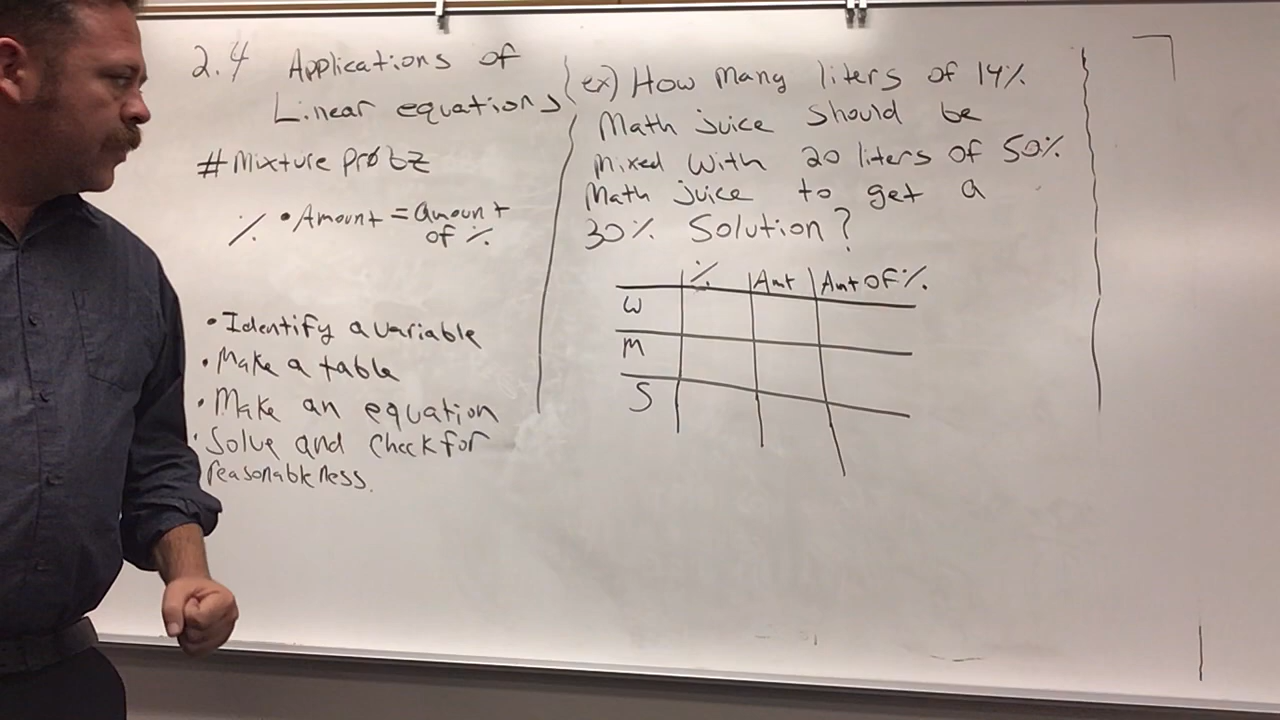 2.4 Applications of
Linear equations
# Mixture probz
% • Amount = amount
of %
• Identify a variable
• Make a table
• Make an equation
• Solve and check for
reasonableness.
ex) How many liters of 14%
Math juice should be
mixed with 20 liters of 50%
Math juice to get a
30% Solution?
% Amt Amt of %
W
M
S